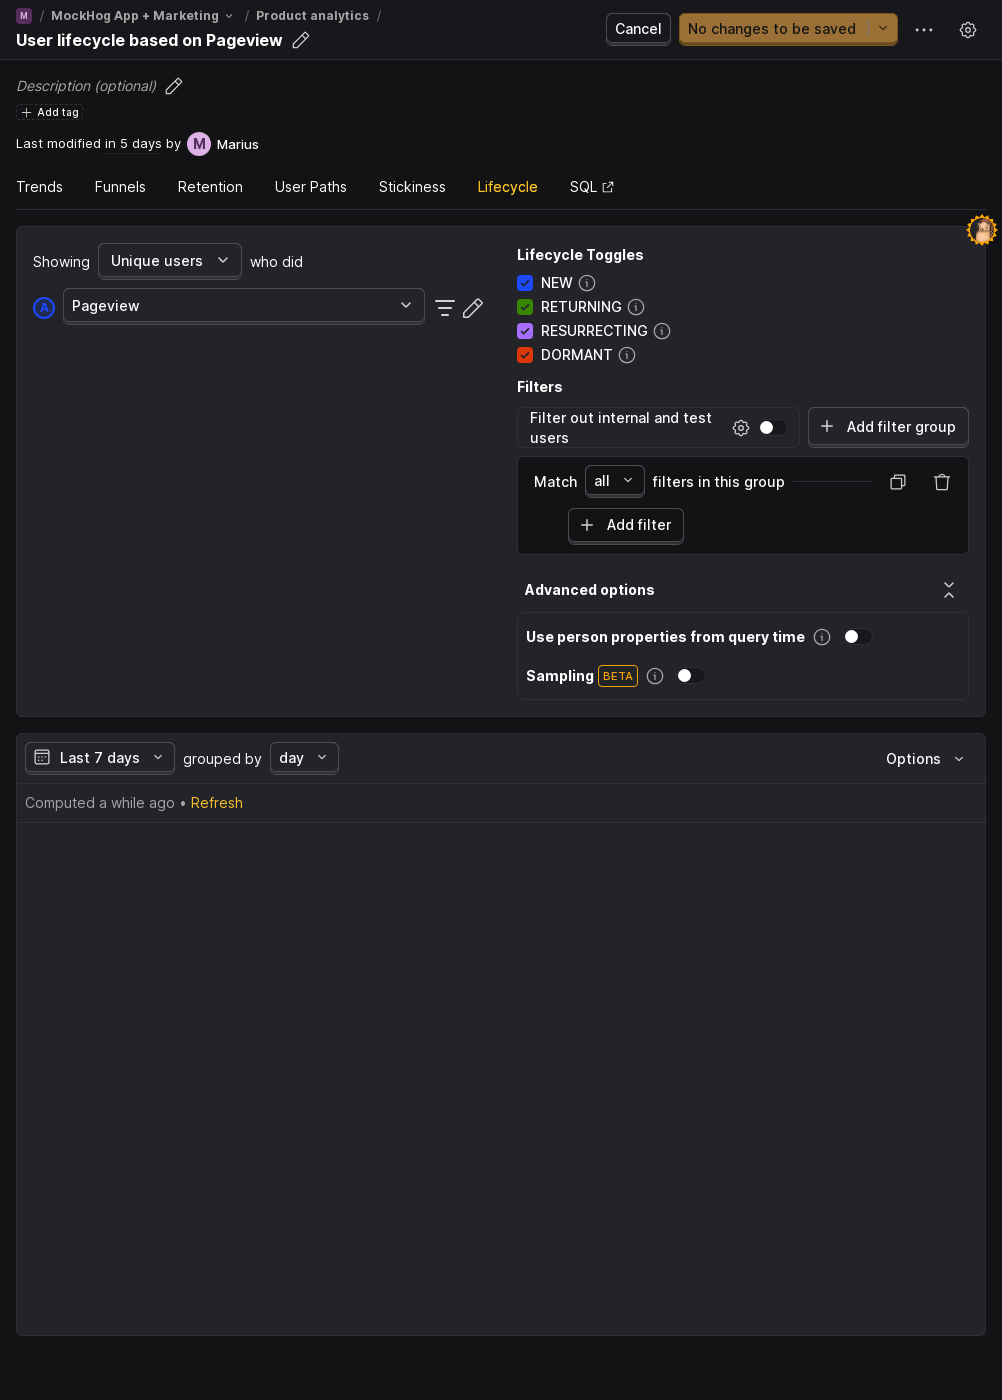 M / MockHog App + Marketing / Product analytics /
User lifecycle based on Pageview
Cancel
No changes to be saved
Description (optional)
Add tag
Last modified in 5 days by M Marius
Trends Funnels Retention User Paths Stickiness Lifecycle SQL
Showing Unique users who did
A Pageview
Lifecycle Toggles
NEW
RETURNING
RESURRECTING
DORMANT
Filters
Filter out internal and test
users
Add filter group
Match all filters in this group
Add filter
Advanced options
Use person properties from query time
Sampling BETA
Last 7 days grouped by day Options
Computed a while ago • Refresh